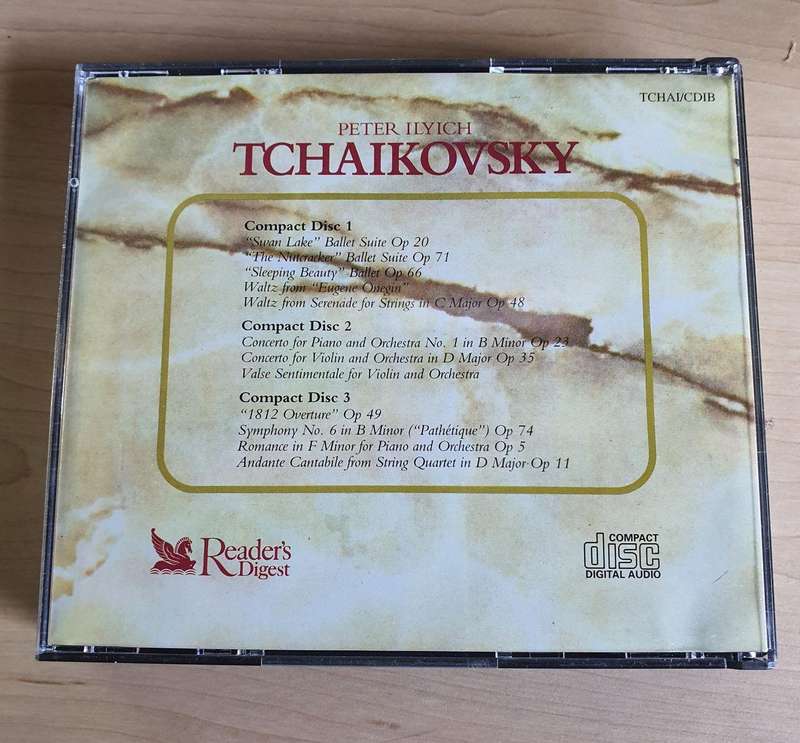 TCHAI/CDIB
PETER ILYICH
TCHAIKOVSKY
Compact Disc 1
"Swan Lake" Ballet Suite Op 20
"The Nutcracker" Ballet Suite Op 71
"Sleeping Beauty" Ballet Op 66
Waltz from "Eugene Onegin"
Waltz from Serenade for Strings in C Major Op 48
Compact Disc 2
Concerto for Piano and Orchestra No. 1 in B Minor Op 23
Concerto for Violin and Orchestra in D Major Op 35
Valse Sentimentale for Violin and Orchestra
Compact Disc 3
"1812 Overture" Op 49
Symphony No. 6 in B Minor ("Pathétique") Op 74
Romance in F Minor for Piano and Orchestra Op 5
Andante Cantabile from String Quartet in D Major Op 11
Reader's
Digest
COMPACT
disc
DIGITAL AUDIO